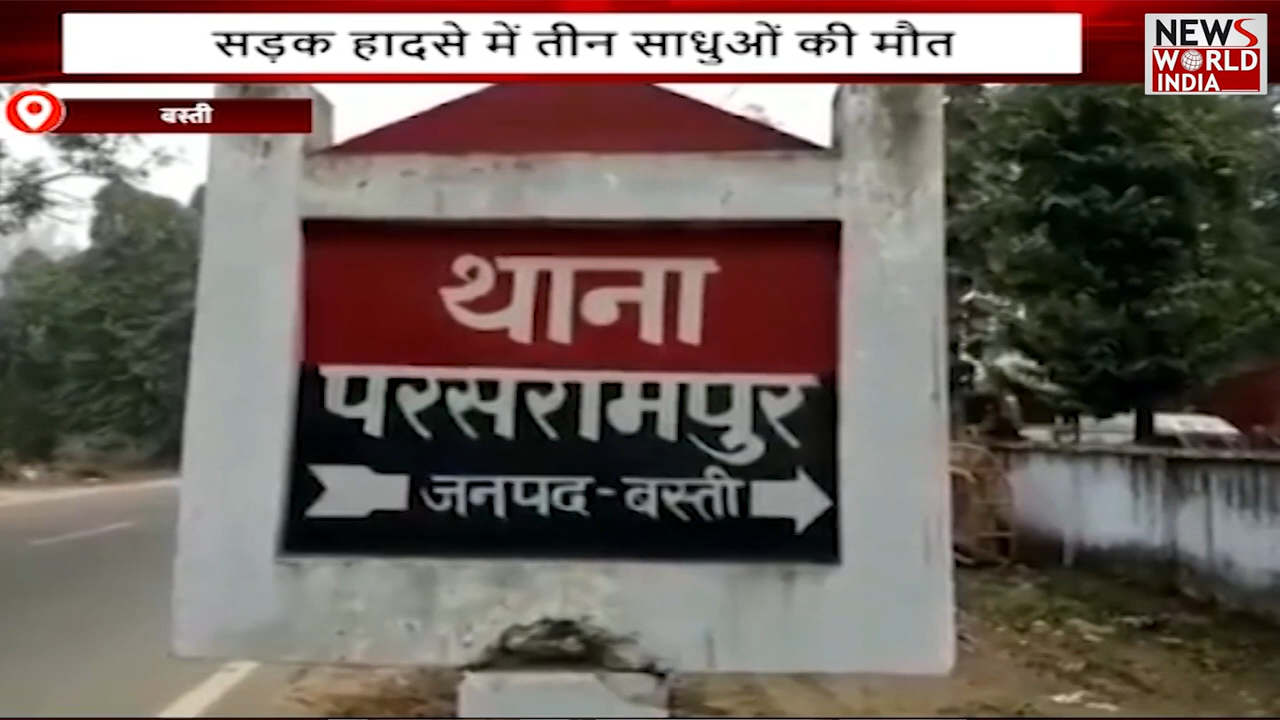 सड़क हादसे में तीन साधुओं की मौत
NEWS
WORLD
INDIA
बस्ती
थाना
परसरामपुर
जनपद-बस्ती